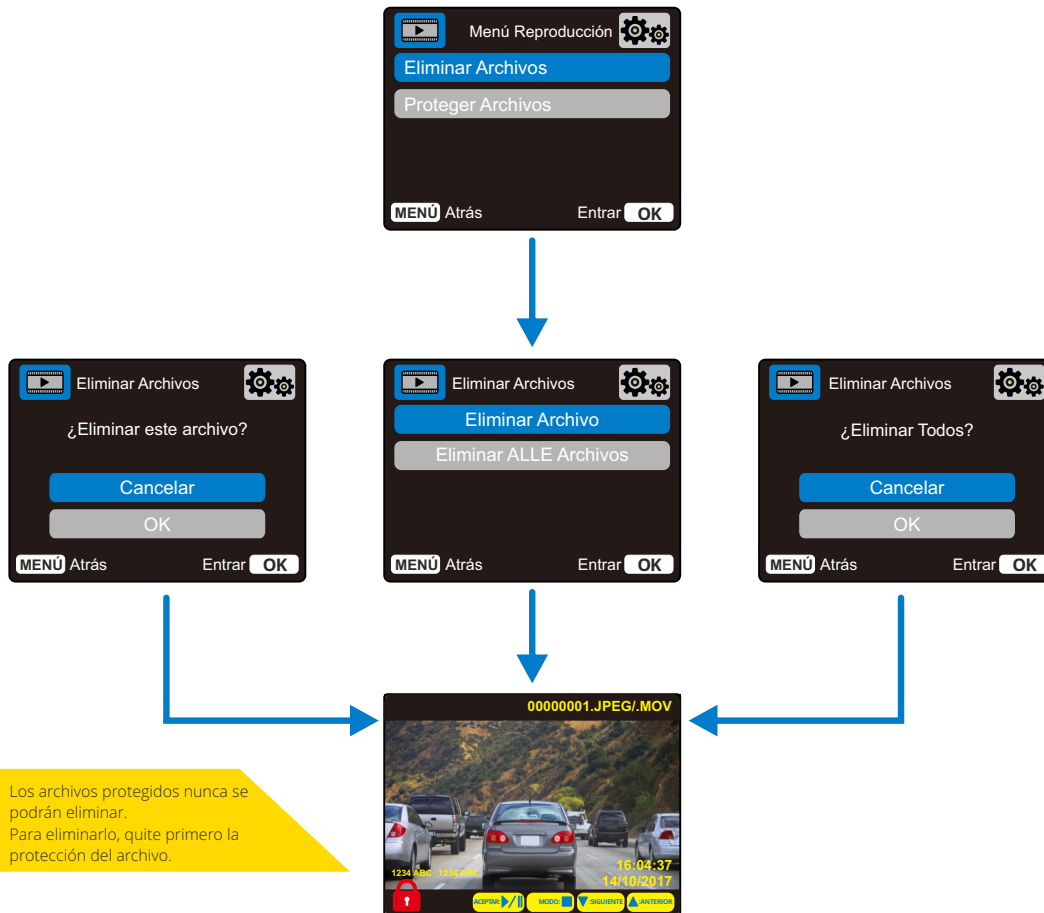 Menú Reproducción
Eliminar Archivos
Proteger Archivos
MENÚ Atrás Entrar OK
Eliminar Archivos
¿Eliminar este archivo?
Cancelar
OK
MENÚ Atrás Entrar OK
Eliminar Archivos
Eliminar Archivo
Eliminar ALLE Archivos
MENÚ Atrás Entrar OK
Eliminar Archivos
¿Eliminar Todos?
Cancelar
OK
MENÚ Atrás Entrar OK
00000001.JPEG/.MOV
1234 ABC 1234 ABC
16:04:37
14/10/2017
ACEPTAR: MODO: :SIGUIENTE :ANTERIOR
Los archivos protegidos nunca se
podrán eliminar.
Para eliminarlo, quite primero la
protección del archivo.